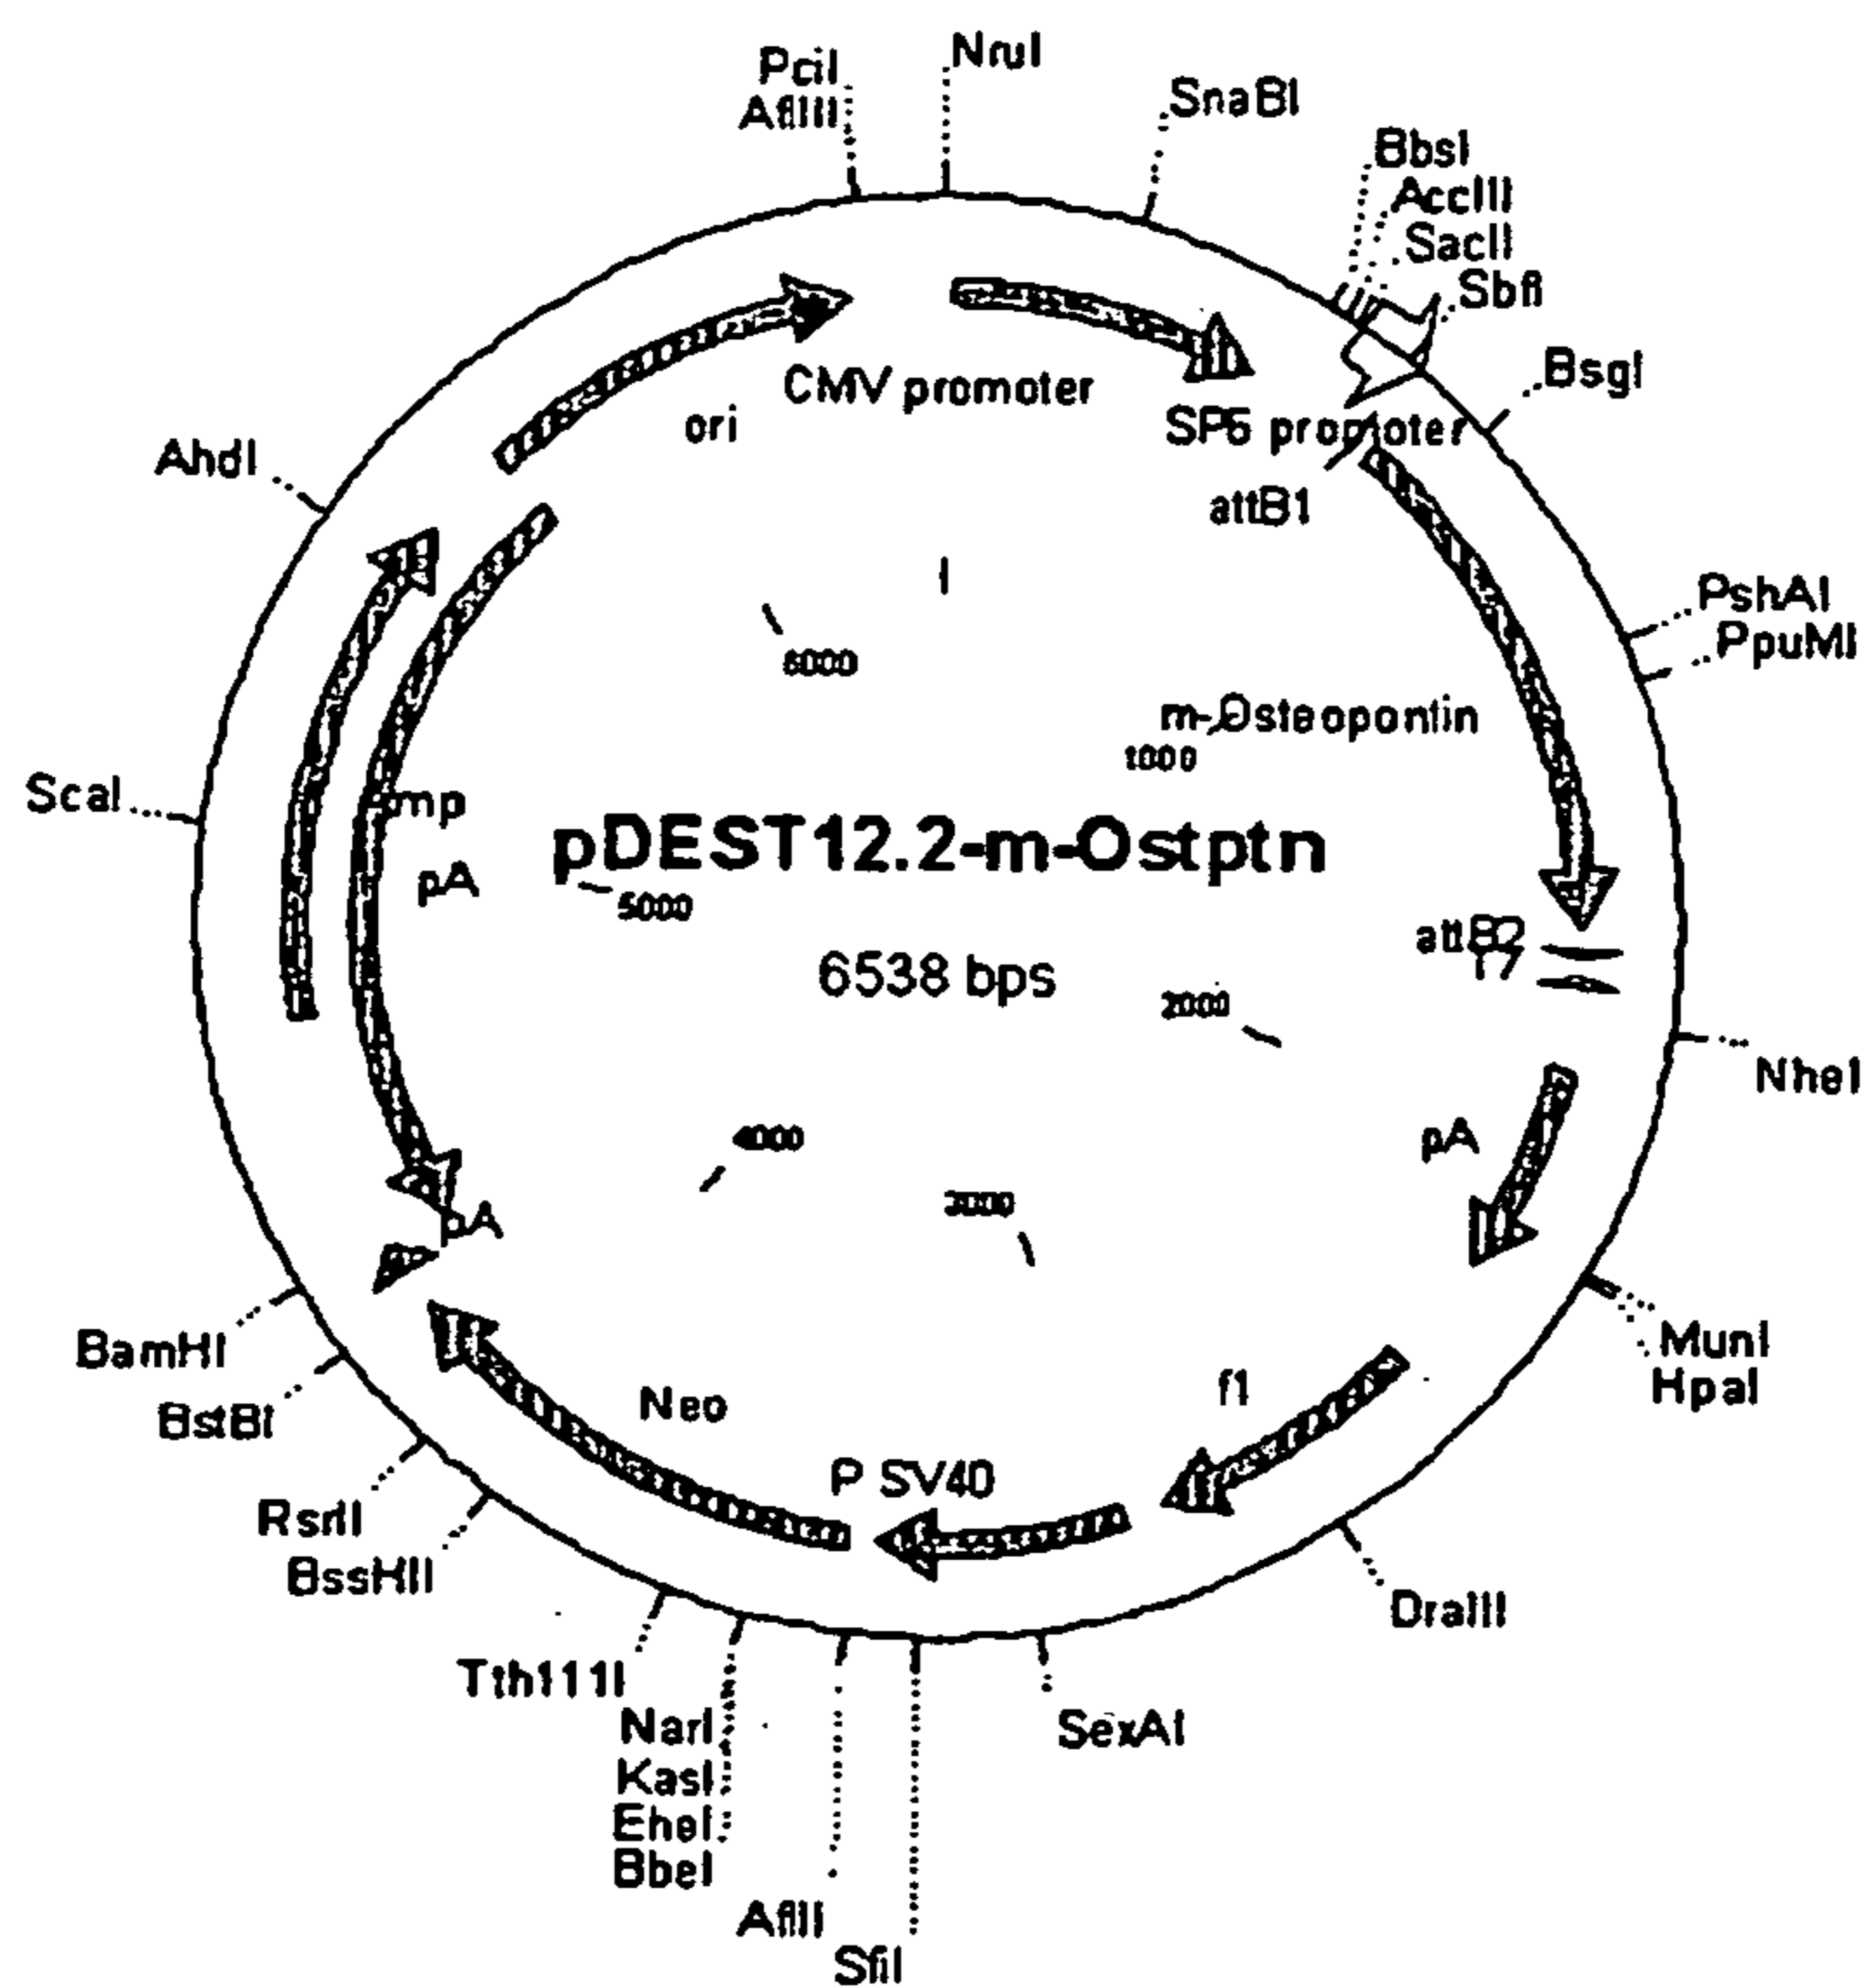 PciI
AflIII
NruI
SnaBI
BbsI
AccIII
SacII
SbfI
BsgI
CMV promoter
ori
SP6 promoter
attB1
AhdI
PshAI
PpuMI
6000
m-Osteopontin
1000
ScaI
Amp
pA
pDEST12.2-m-Ostptn
5000
6538 bps
attB2
T7
2000
NheI
4000
pA
3000
pA
MunI
HpaI
BamHI
f1
Neo
BstBI
P SV40
RsrII
BssHII
DraIII
Tth111I
NarI
KasI
EheI
BbeI
SexAI
AflII
SfiI